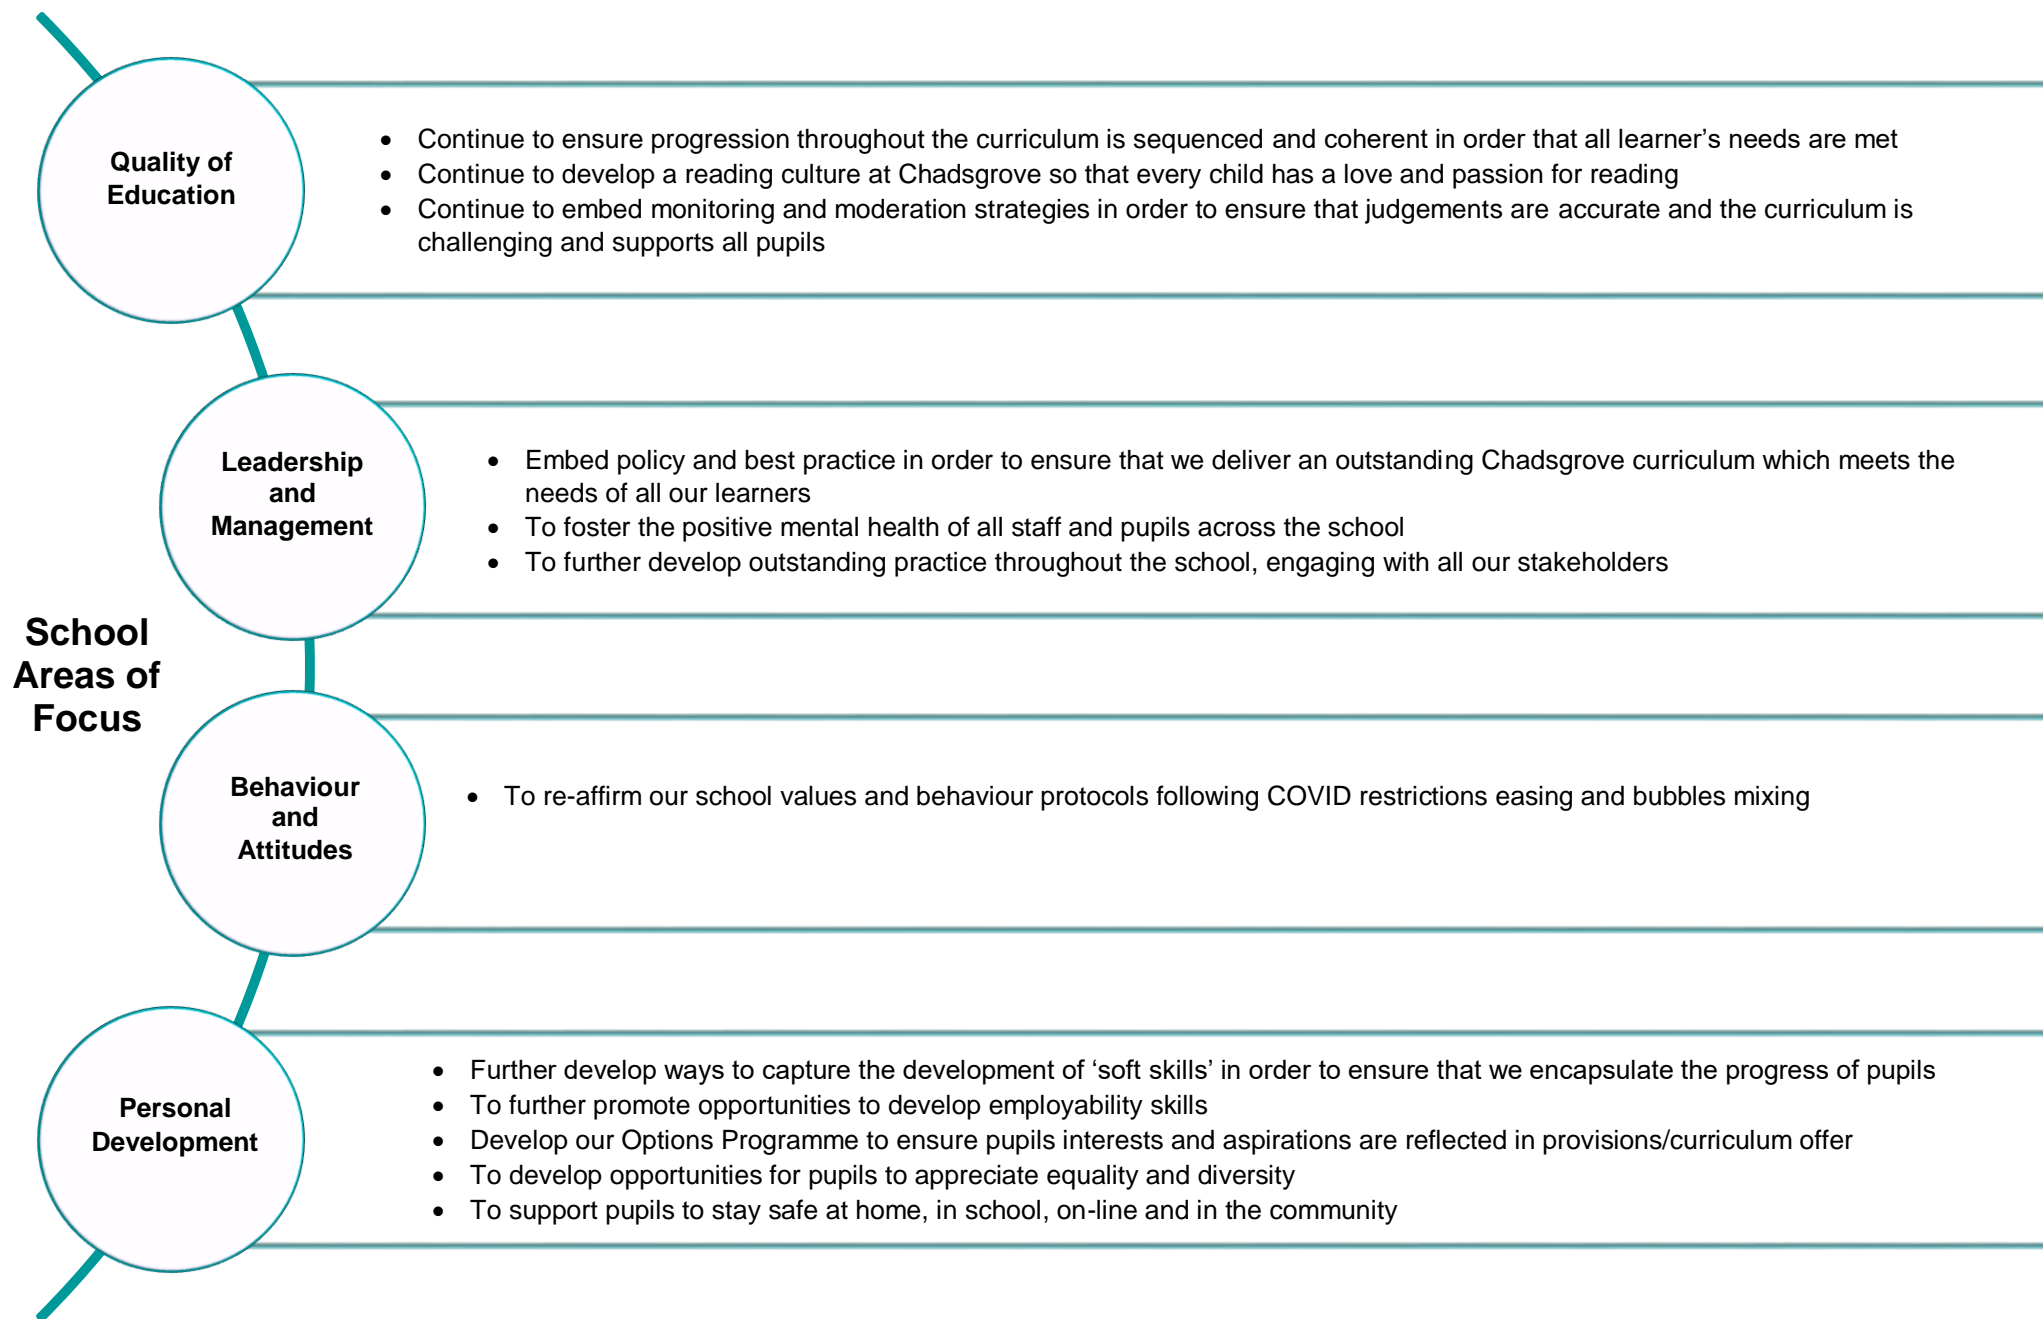 Quality of
Education
• Continue to ensure progression throughout the curriculum is sequenced and coherent in order that all learner’s needs are met
• Continue to develop a reading culture at Chadsgrove so that every child has a love and passion for reading
• Continue to embed monitoring and moderation strategies in order to ensure that judgements are accurate and the curriculum is
challenging and supports all pupils
Leadership
and
Management
• Embed policy and best practice in order to ensure that we deliver an outstanding Chadsgrove curriculum which meets the
needs of all our learners
• To foster the positive mental health of all staff and pupils across the school
• To further develop outstanding practice throughout the school, engaging with all our stakeholders
School
Areas of
Focus
Behaviour
and
Attitudes
• To re-affirm our school values and behaviour protocols following COVID restrictions easing and bubbles mixing
Personal
Development
• Further develop ways to capture the development of ‘soft skills’ in order to ensure that we encapsulate the progress of pupils
• To further promote opportunities to develop employability skills
• Develop our Options Programme to ensure pupils interests and aspirations are reflected in provisions/curriculum offer
• To develop opportunities for pupils to appreciate equality and diversity
• To support pupils to stay safe at home, in school, on-line and in the community